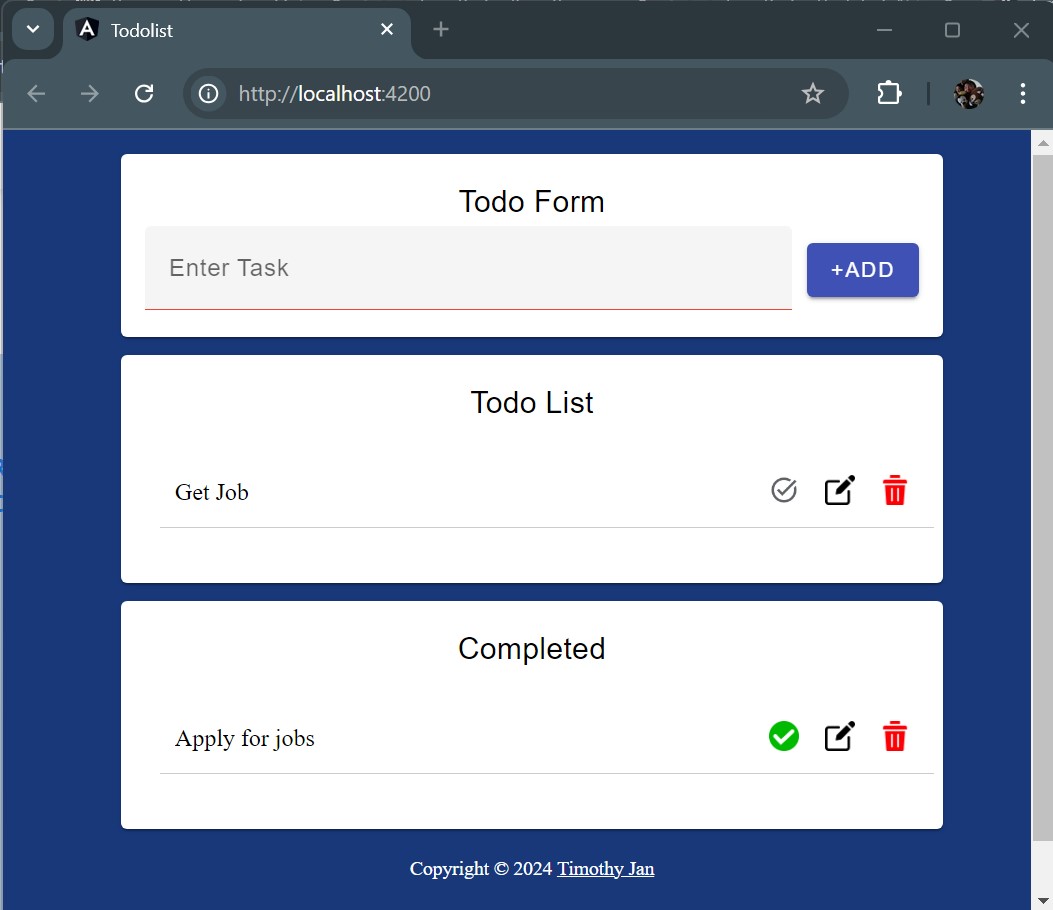 Todolist
http://localhost:4200
Todo Form
Enter Task
+ADD
Todo List
Get Job
Completed
Apply for jobs
Copyright © 2024 Timothy Jan